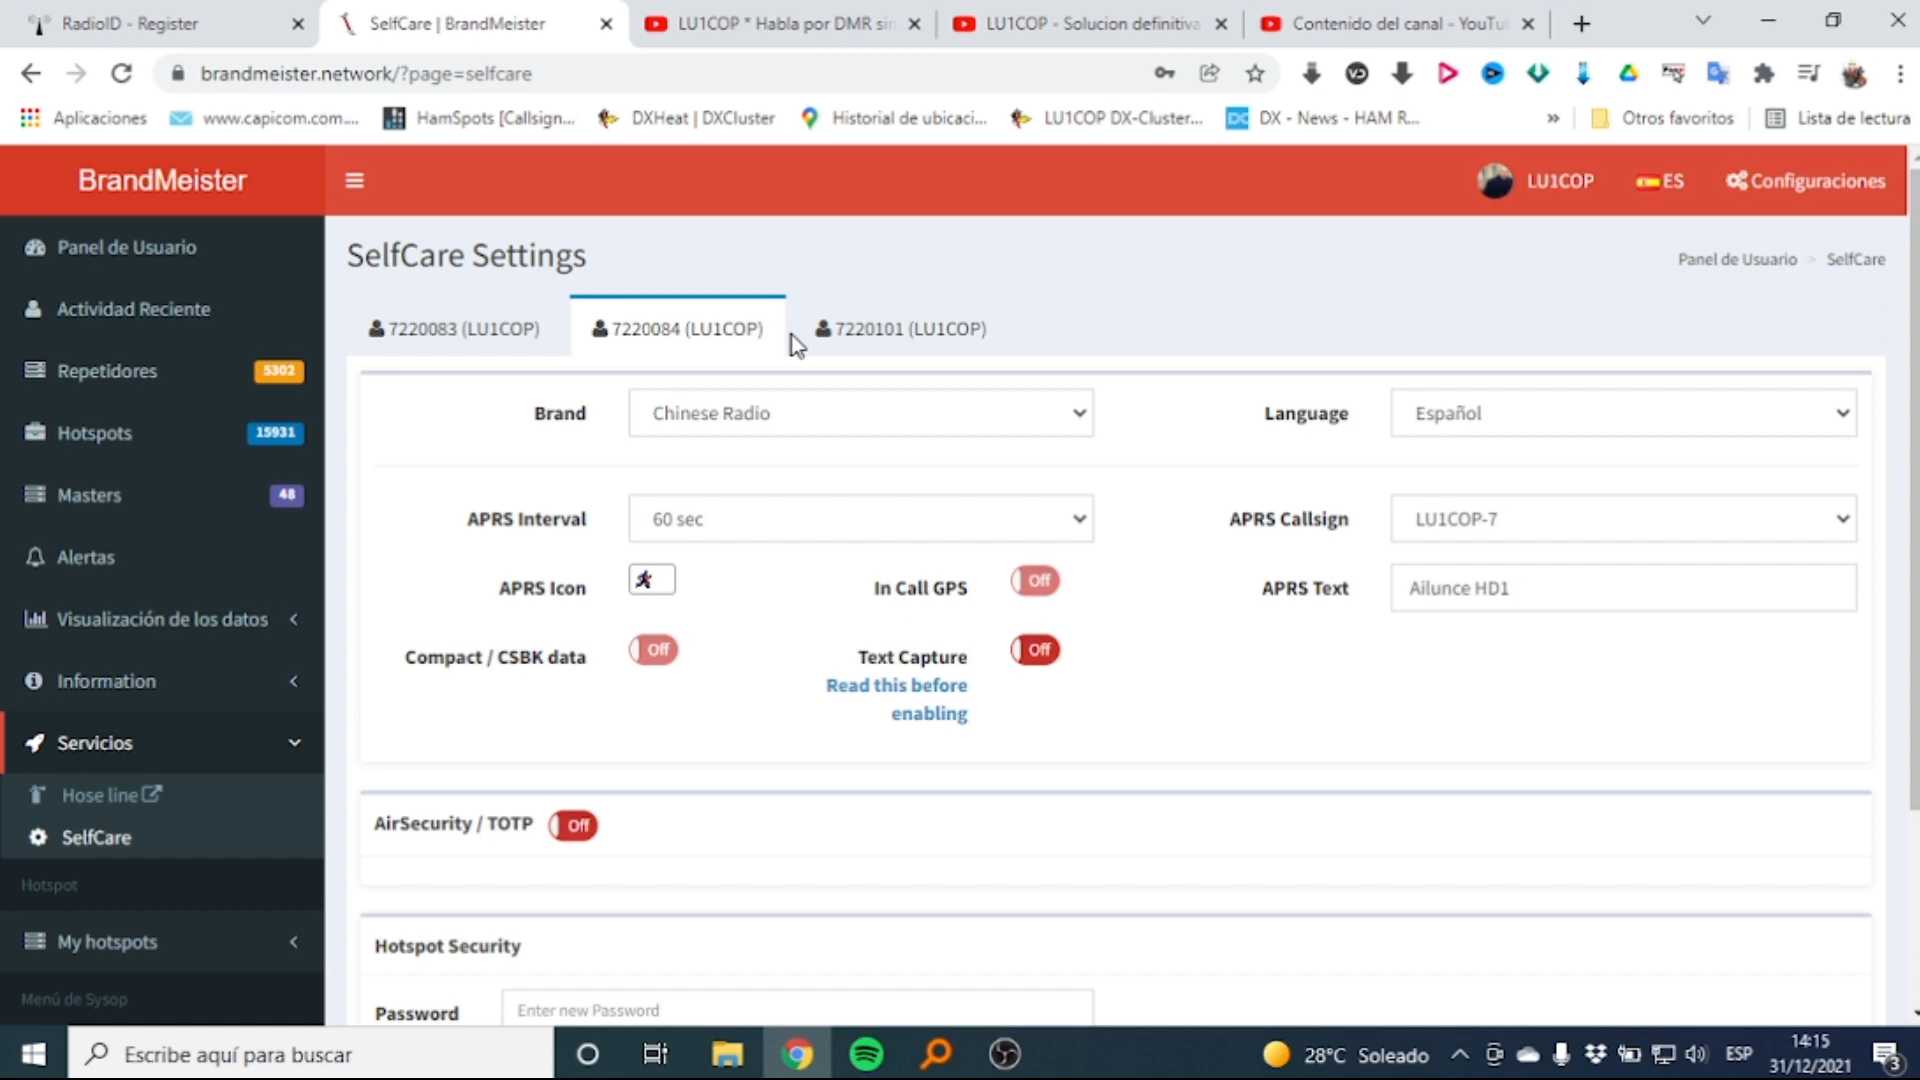 RadioID - Register
SelfCare | BrandMeister
LU1COP * Habla por DMR sin
LU1COP - Solucion definitiva
Contenido del canal - YouTu
brandmeister.network/?page=selfcare
Aplicaciones
www.capicom.com....
HamSpots [Callsign...
DXHeat | DXCluster
Historial de ubicaci...
LU1COP DX-Cluster...
DX - News - HAM R...
»
Otros favoritos
Lista de lectura
BrandMeister
LU1COP
ES
Configuraciones
Panel de Usuario
Actividad Reciente
Repetidores 5302
Hotspots 15931
Masters 48
Alertas
Visualización de los datos
Information
Servicios
Hose line
SelfCare
Hotspot
My hotspots
Menú de Sysop
SelfCare Settings
Panel de Usuario > SelfCare
7220083 (LU1COP)
7220084 (LU1COP)
7220101 (LU1COP)
Brand
Chinese Radio
Language
Español
APRS Interval
60 sec
APRS Callsign
LU1COP-7
APRS Icon
In Call GPS
Off
APRS Text
Ailunce HD1
Compact / CSBK data
Off
Text Capture
Off
Read this before
enabling
AirSecurity / TOTP
Off
Hotspot Security
Password
Enter new Password
Escribe aquí para buscar
28°C Soleado
ESP
14:15
31/12/2021
3